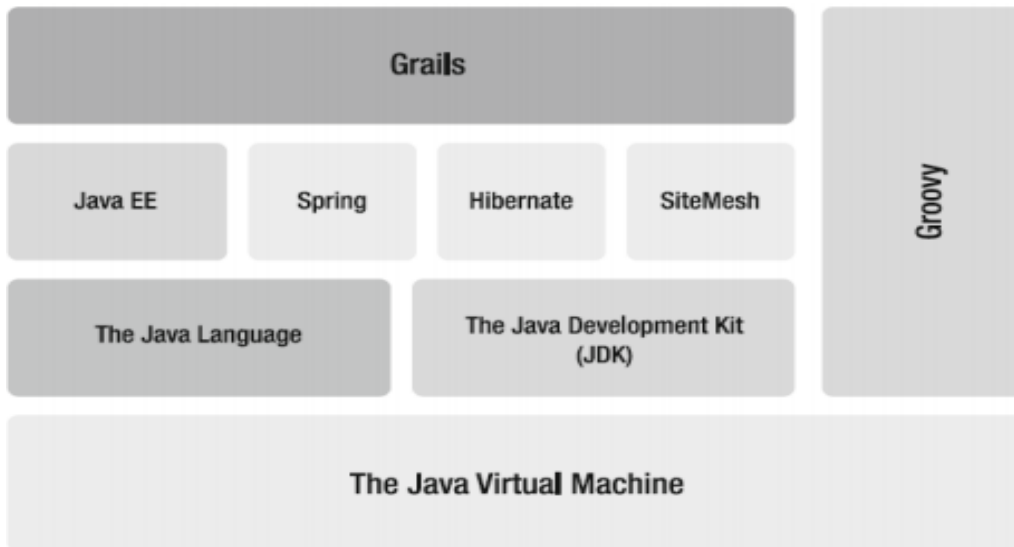 Grails
Groovy
Java EE
Spring
Hibernate
SiteMesh
The Java Language
The Java Development Kit
(JDK)
The Java Virtual Machine